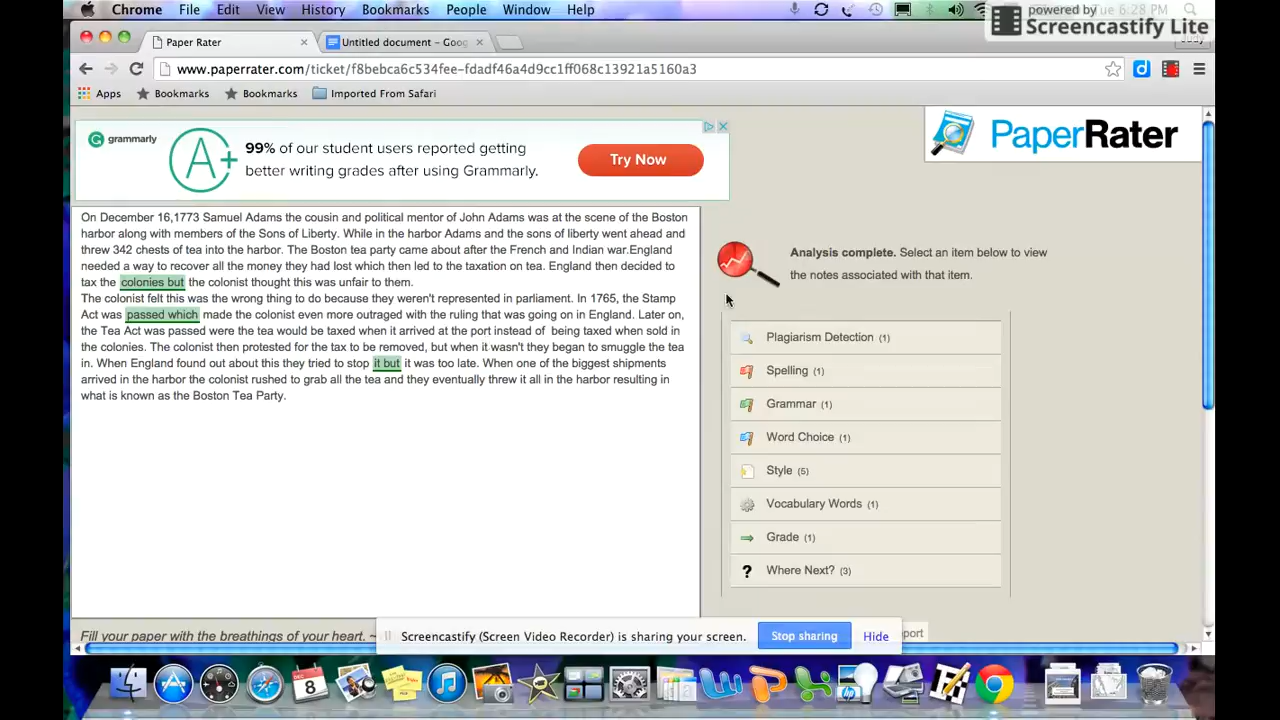 Chrome File Edit View History Bookmarks People Window Help
Tue 6:28 PM
powered by
Screencastify Lite
Paper Rater
Untitled document - Goog
www.paperrater.com/ticket/f8ebca6c534fee-fdadf46a4d9cc1ff068c13921a5160a3
Apps Bookmarks Bookmarks Imported From Safari
grammarly
A+
99% of our student users reported getting
better writing grades after using Grammarly.
Try Now
PaperRater
On December 16,1773 Samuel Adams the cousin and political mentor of John Adams was at the scene of the Boston
harbor along with members of the Sons of Liberty. While in the harbor Adams and the sons of liberty went ahead and
threw 342 chests of tea into the harbor. The Boston tea party came about after the French and Indian war.England
needed a way to recover all the money they had lost which then led to the taxation on tea. England then decided to
tax the colonies but the colonist thought this was unfair to them.
The colonist felt this was the wrong thing to do because they weren't represented in parliament. In 1765, the Stamp
Act was passed which made the colonist even more outraged with the ruling that was going on in England. Later on,
the Tea Act was passed were the tea would be taxed when it arrived at the port instead of being taxed when sold in
the colonies. The colonist then protested for the tax to be removed, but when it wasn't they began to smuggle the tea
in. When England found out about this they tried to stop it but it was too late. When one of the biggest shipments
arrived in the harbor the colonist rushed to grab all the tea and they eventually threw it all in the harbor resulting in
what is known as the Boston Tea Party.
Analysis complete. Select an item below to view
the notes associated with that item.
Plagiarism Detection (1)
Spelling (1)
Grammar (1)
Word Choice (1)
Style (5)
Vocabulary Words (1)
Grade (1)
Where Next? (3)
Fill your paper with the breathings of your heart. ~
port
Screencastify (Screen Video Recorder) is sharing your screen.
Stop sharing
Hide
DEC
8